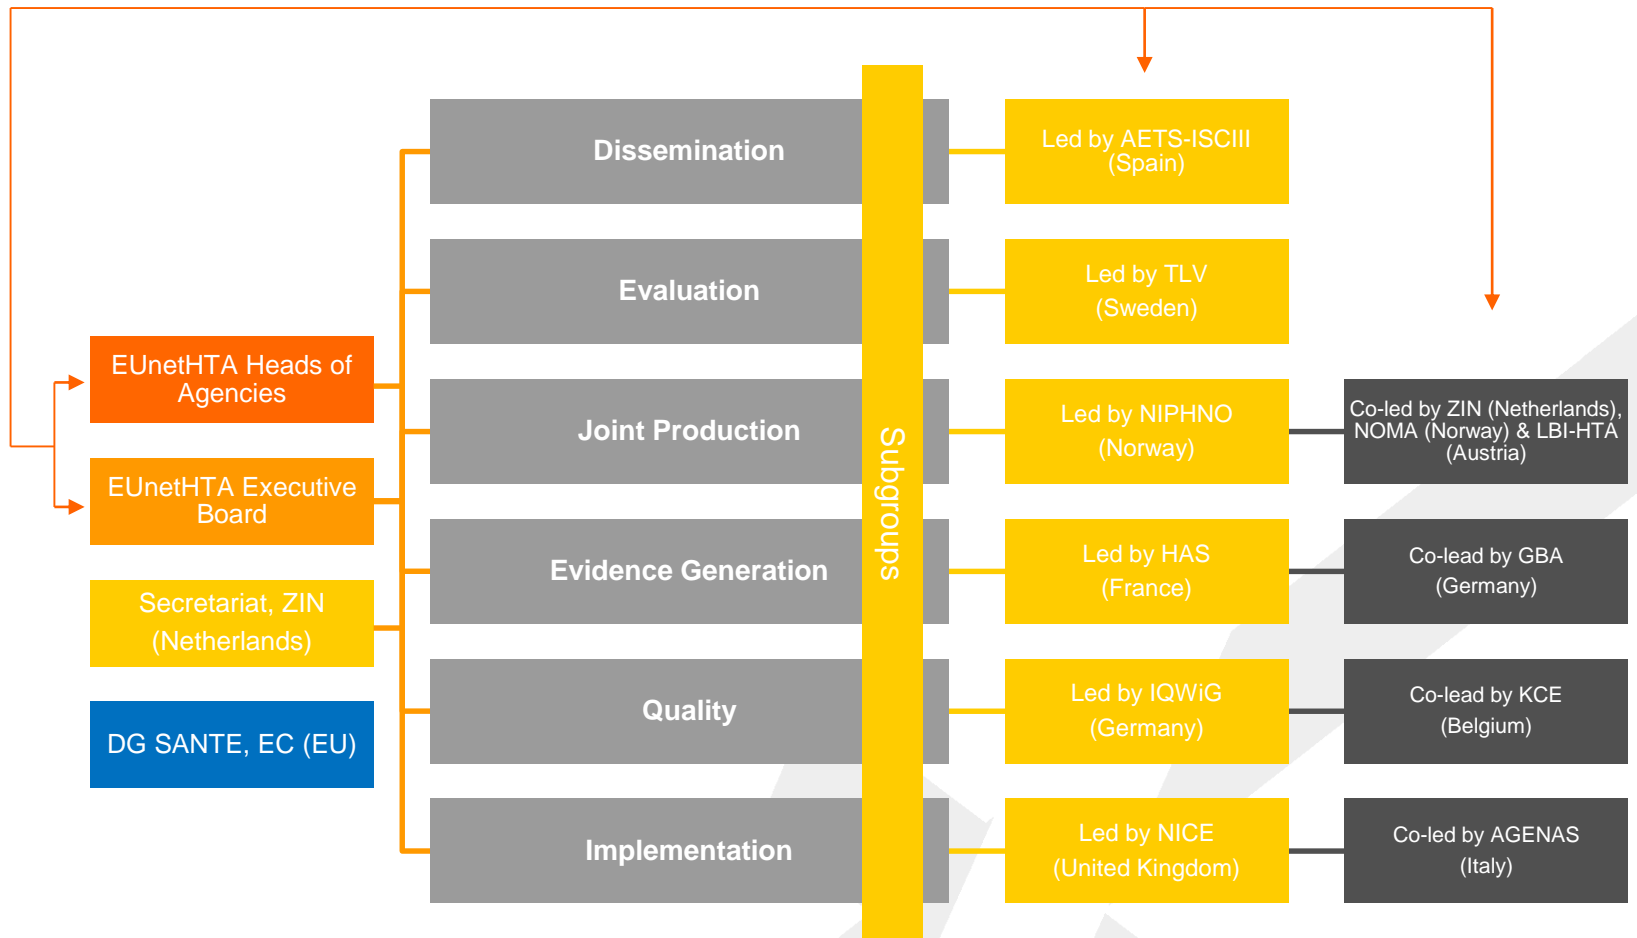 EUnetHTA Heads of
Agencies
EUnetHTA Executive
Board
Secretariat, ZIN
(Netherlands)
DG SANTE, EC (EU)
Dissemination
Evaluation
Joint Production
Evidence Generation
Quality
Implementation
Subgroups
Led by AETS-ISCIII
(Spain)
Led by TLV
(Sweden)
Led by NIPHNO
(Norway)
Led by HAS
(France)
Led by IQWiG
(Germany)
Led by NICE
(United Kingdom)
Co-led by ZIN (Netherlands),
NOMA (Norway) & LBI-HTA
(Austria)
Co-lead by GBA
(Germany)
Co-lead by KCE
(Belgium)
Co-led by AGENAS
(Italy)